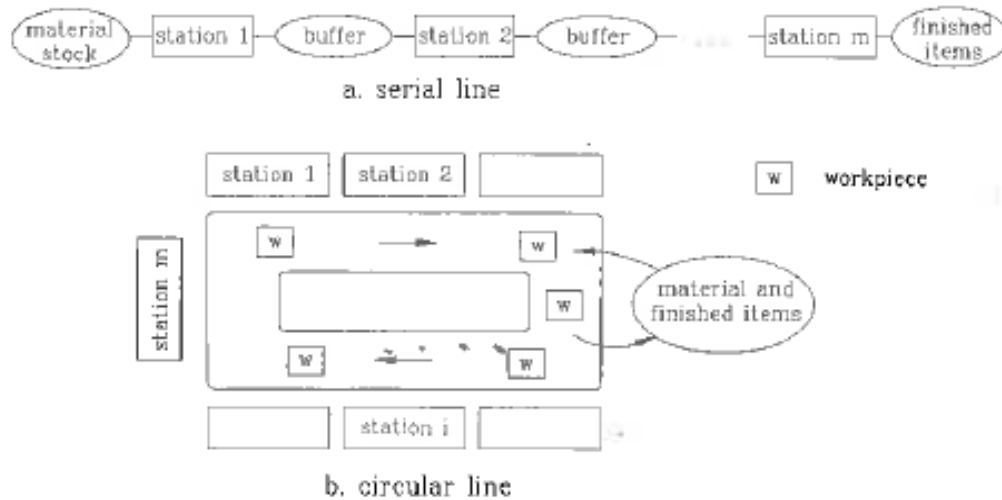 material stock
station 1
buffer
station 2
buffer
station m
finished items
a. serial line
station 1
station 2
w
workpiece
station m
w
w
w
material and
finished items
w
w
station i
b. circular line